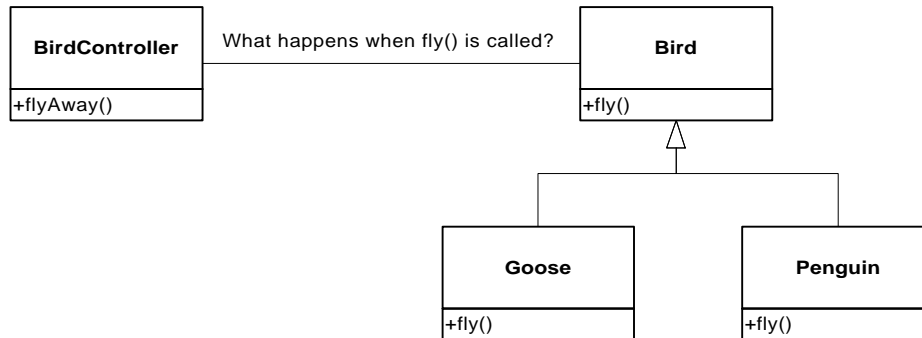 BirdController
What happens when fly() is called?
Bird
+flyAway()
+fly()
Goose
Penguin
+fly()
+fly()